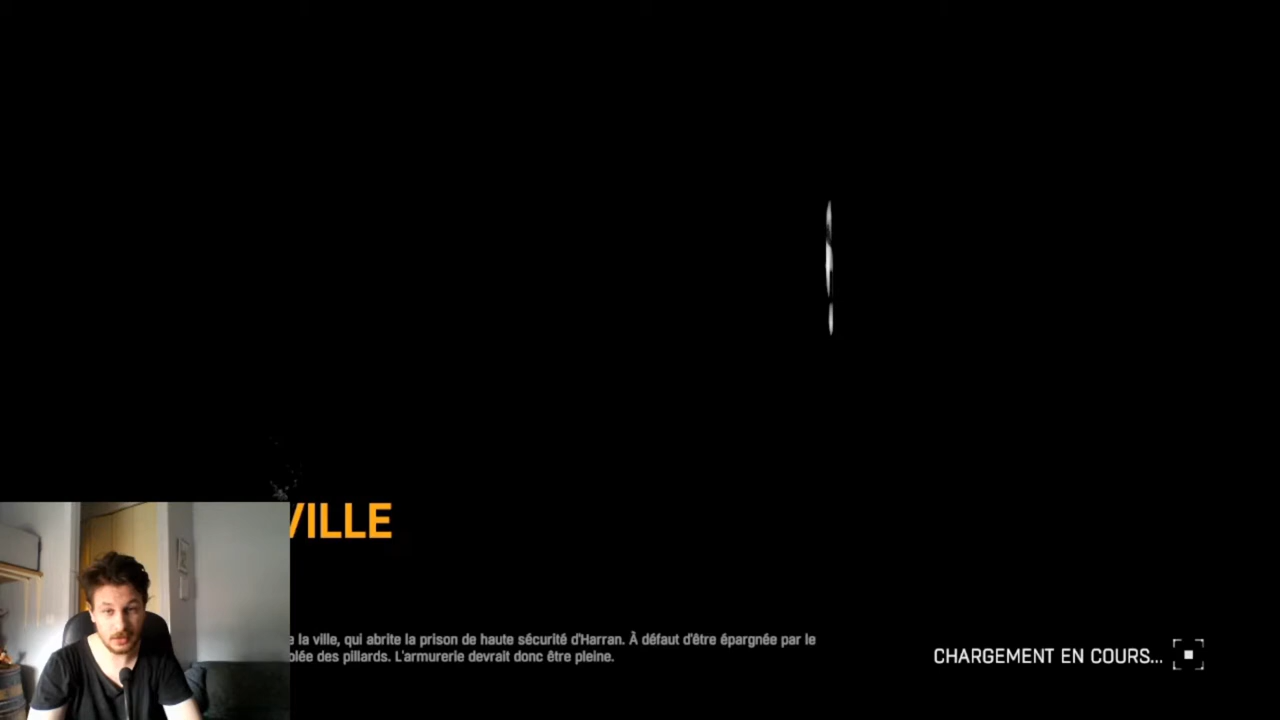 VILLE
la ville, qui abrite la prison de haute sécurité d'Harran. À défaut d'être épargnée par le
des pillards. L'armurerie devrait donc être pleine.
CHARGEMENT EN COURS...